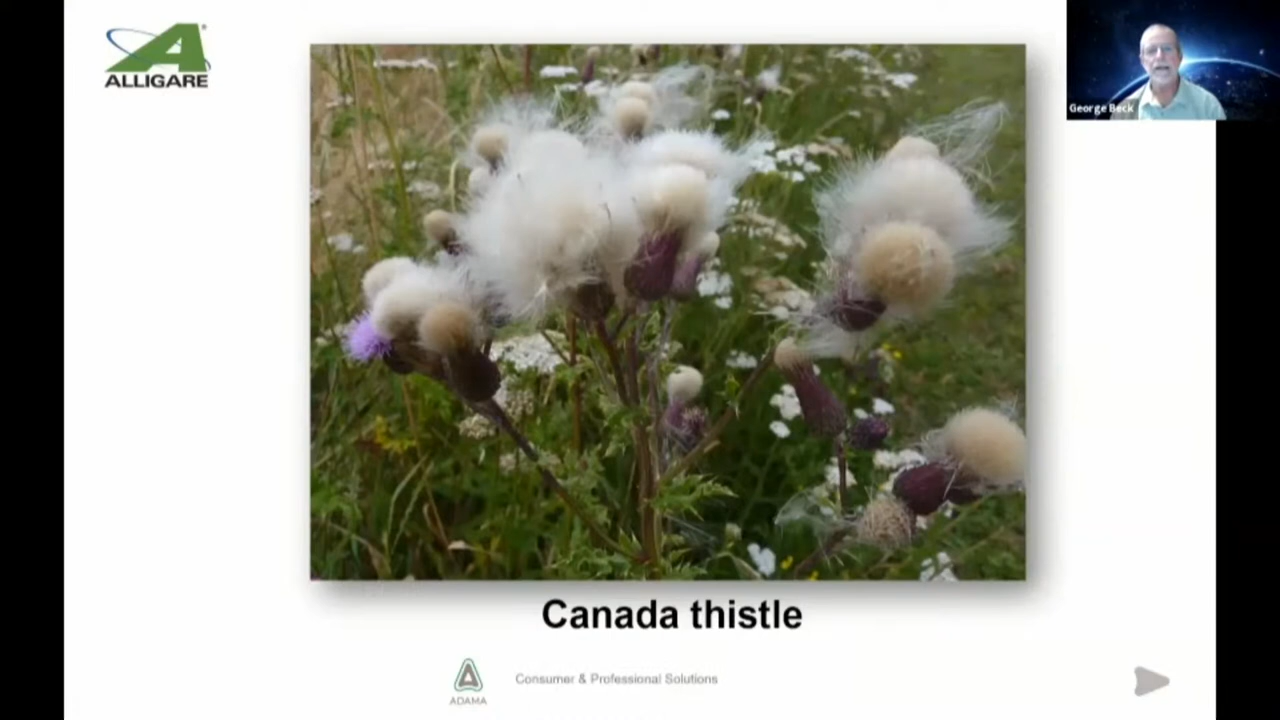 ALLIGARE
George Beck
Canada thistle
ADAMA
Consumer & Professional Solutions